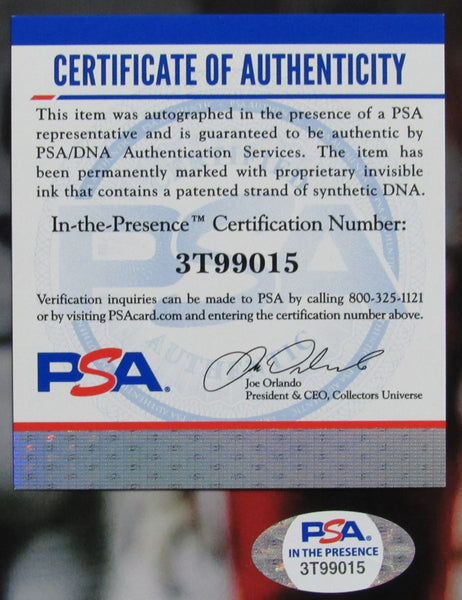 CERTIFICATE OF AUTHENTICITY
This item was autographed in the presence of a PSA
representative and is guaranteed to be authentic by
PSA/DNA Authentication Services. The item has
been permanently marked with proprietary invisible
ink that contains a patented strand of synthetic DNA.
In-the-Presence™ Certification Number:
3T99015
Verification inquiries can be made to PSA by calling 800-325-1121
or by visiting PSAcard.com and entering the certification number above.
PSA®
Joe Orlando
President & CEO, Collectors Universe
PSA
AUTHENTIC
PSA®
IN THE PRESENCE
3T99015